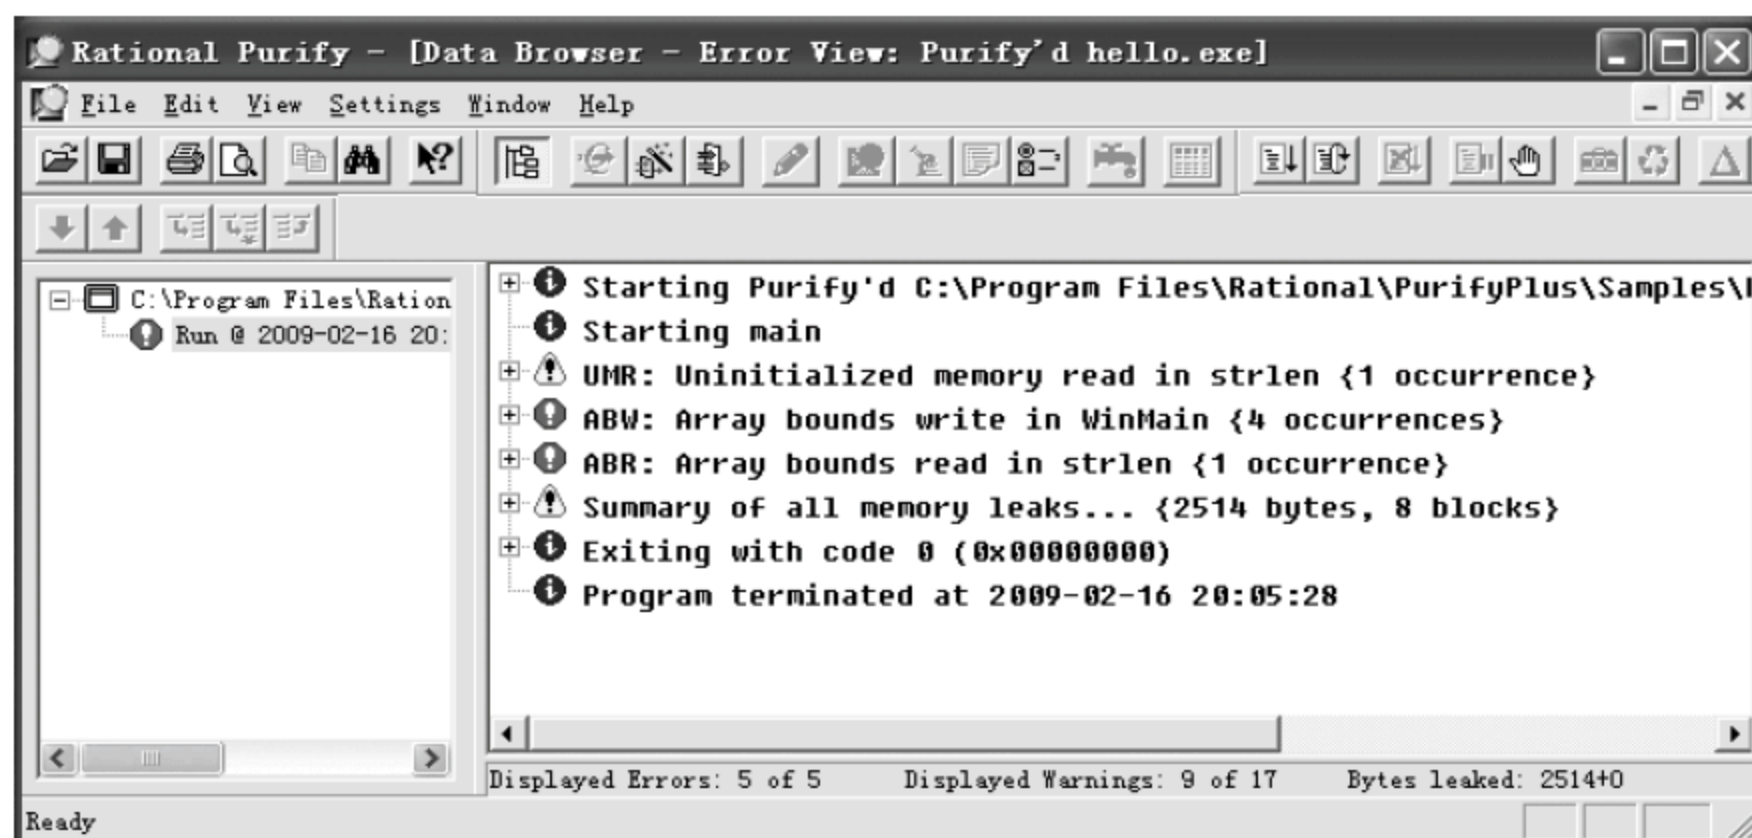 Rational Purify - [Data Browser - Error View: Purify'd hello.exe]
File Edit View Settings Window Help
C:\Program Files\Ration
Run @ 2009-02-16 20:
Starting Purify'd C:\Program Files\Rational\PurifyPlus\Samples\
Starting main
UMR: Uninitialized memory read in strlen {1 occurrence}
ABW: Array bounds write in WinMain {4 occurrences}
ABR: Array bounds read in strlen {1 occurrence}
Summary of all memory leaks... {2514 bytes, 8 blocks}
Exiting with code 0 (0x00000000)
Program terminated at 2009-02-16 20:05:28
Displayed Errors: 5 of 5 Displayed Warnings: 9 of 17 Bytes leaked: 2514+0
Ready